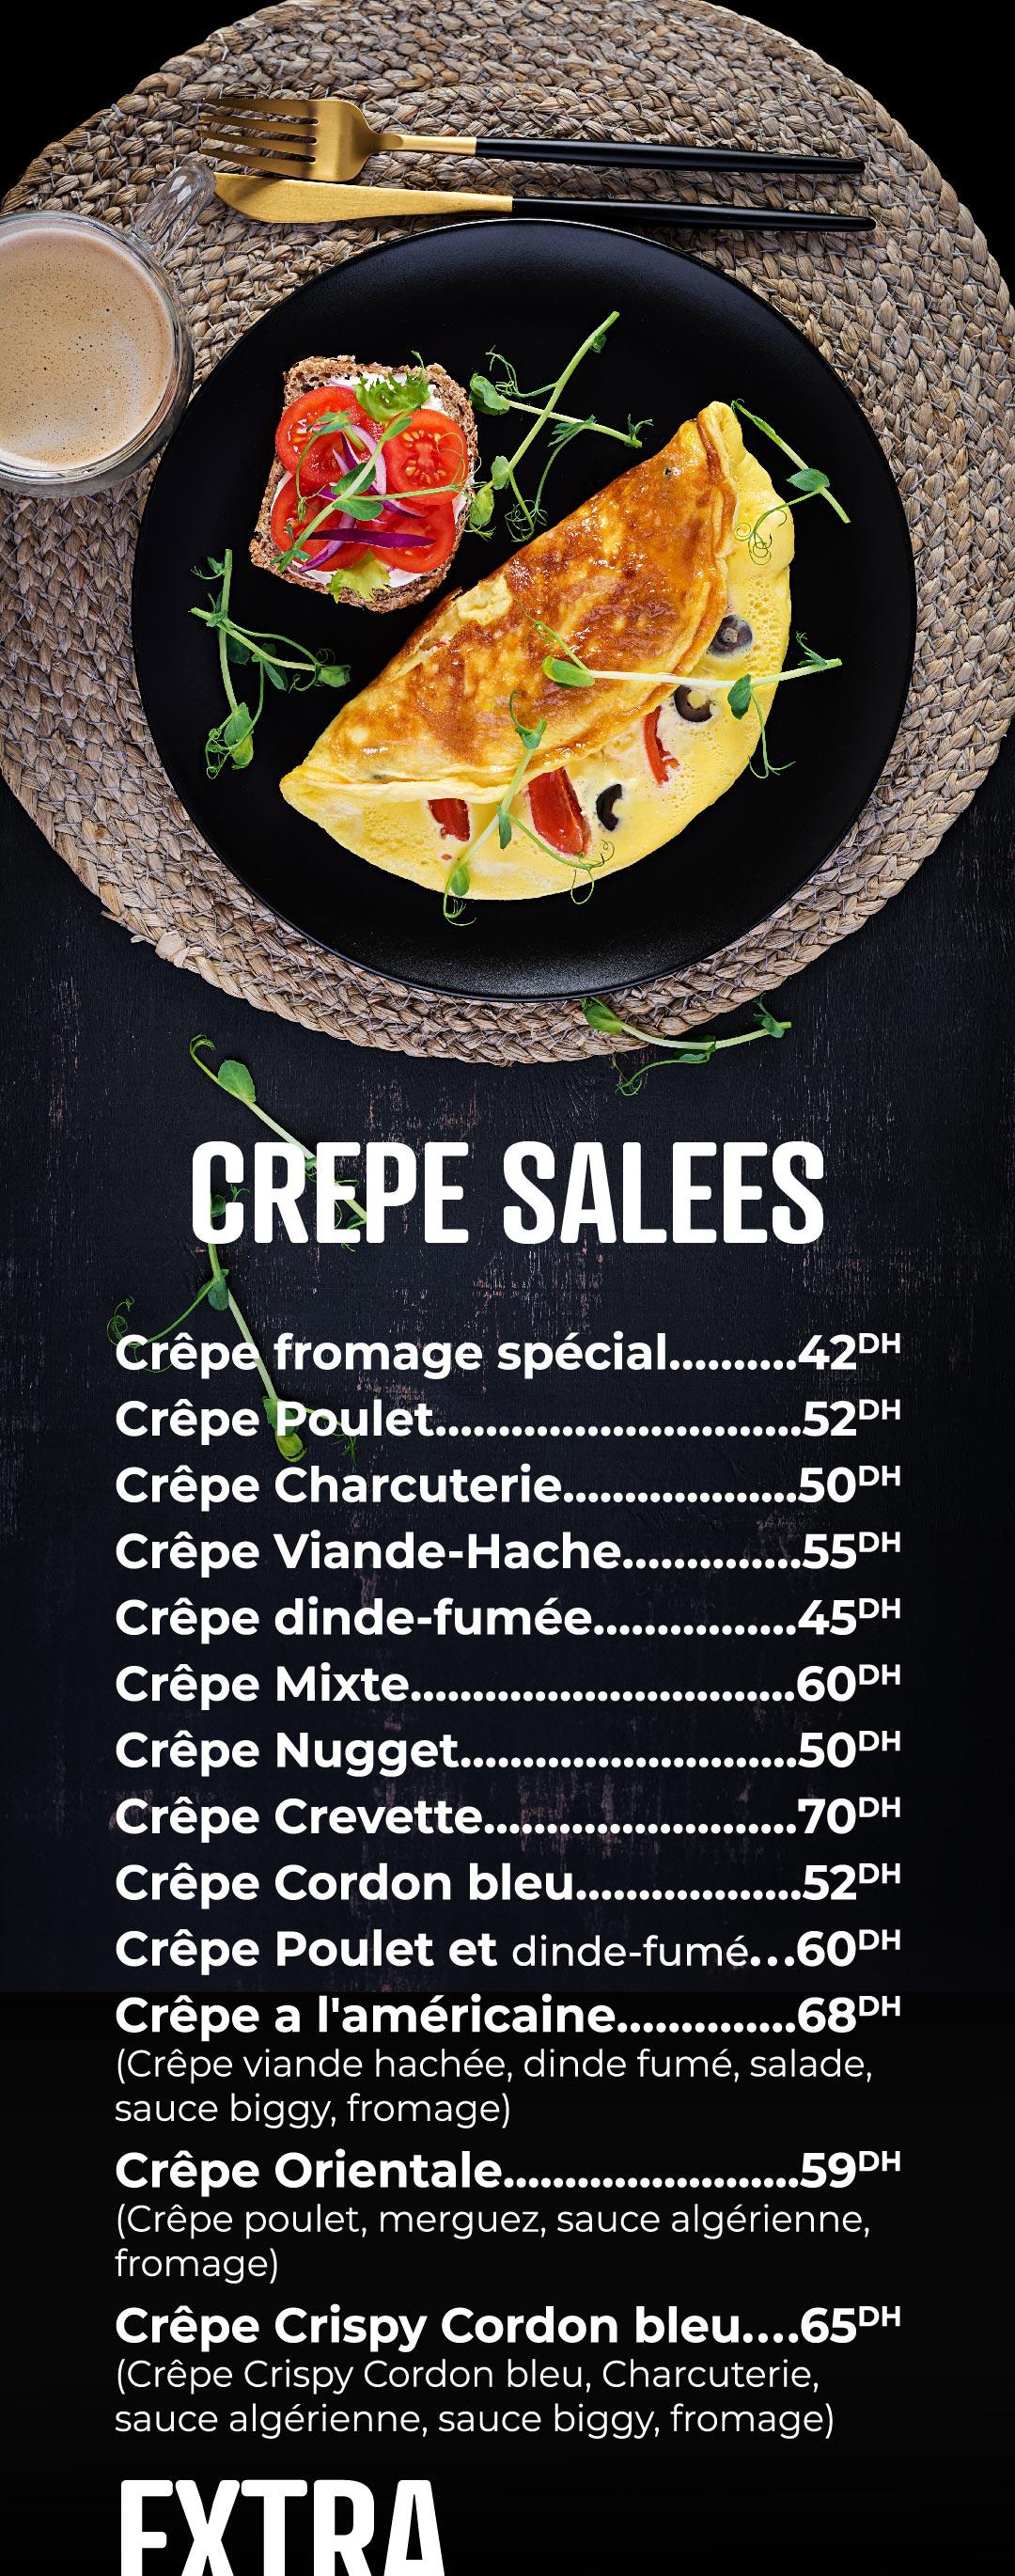 CREPE SALEES
Crêpe fromage spécial..........42DH
Crêpe Poulet.............................52DH
Crêpe Charcuterie...................50DH
Crêpe Viande-Hache..............55DH
Crêpe dinde-fumée................45DH
Crêpe Mixte...............................60DH
Crêpe Nugget...........................50DH
Crêpe Crevette.........................70DH
Crêpe Cordon bleu..................52DH
Crêpe Poulet et dinde-fumé...60DH
Crêpe a l'américaine..............68DH
(Crêpe viande hachée, dinde fumé, salade,
sauce biggy, fromage)
Crêpe Orientale........................59DH
(Crêpe poulet, merguez, sauce algérienne,
fromage)
Crêpe Crispy Cordon bleu....65DH
(Crêpe Crispy Cordon bleu, Charcuterie,
sauce algérienne, sauce biggy, fromage)
EXTRA